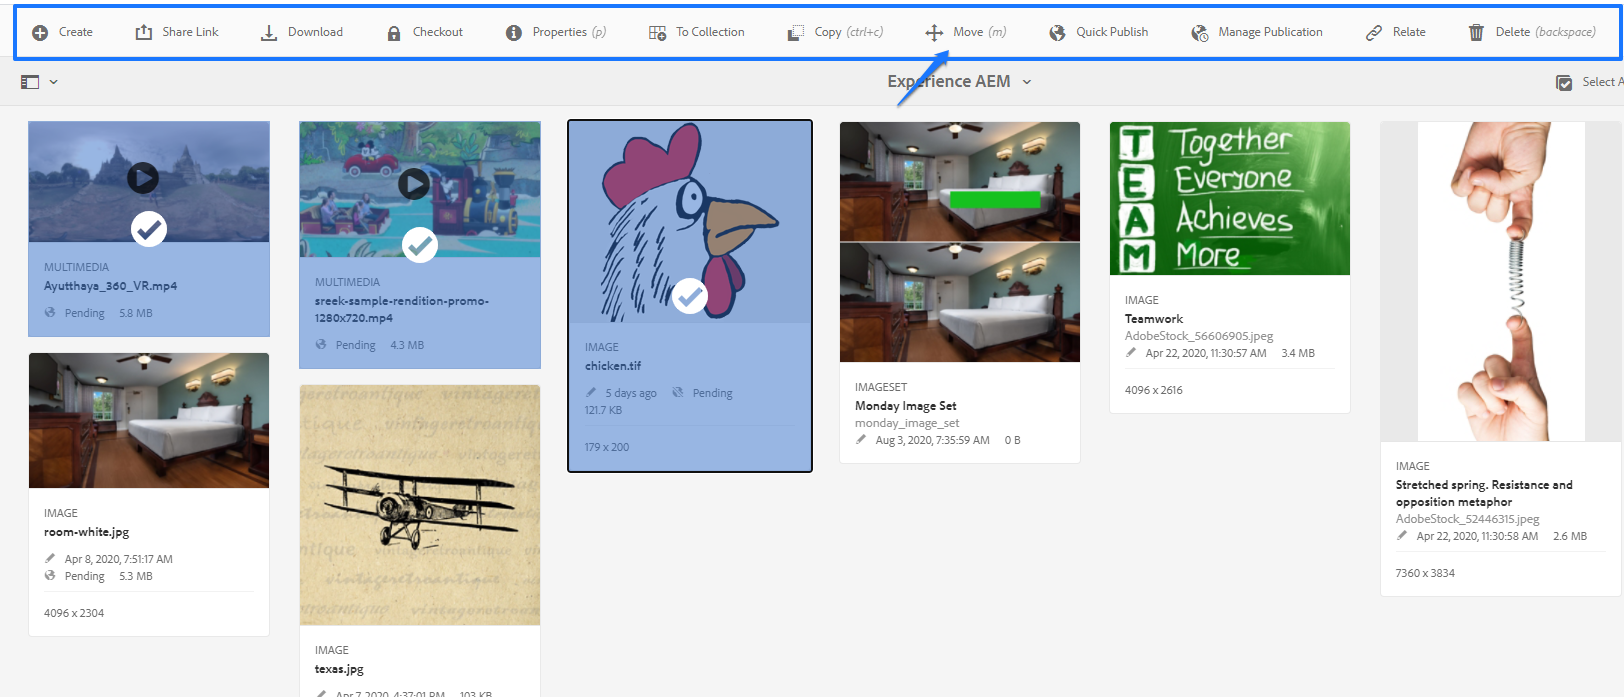 Create
Share Link
Download
Checkout
Properties (p)
To Collection
Copy (ctrl+c)
Move (m)
Quick Publish
Manage Publication
Relate
Delete (backspace)
Experience AEM
Select A
MULTIMEDIA
Ayutthaya_360_VR.mp4
Pending 5.8 MB
IMAGE
room-white.jpg
Apr 8, 2020, 7:51:17 AM
Pending 5.3 MB
4096 x 2304
MULTIMEDIA
sreek-sample-rendition-promo-
1280x720.mp4
Pending 4.3 MB
vintageretroantique
vintageretroantique
IMAGE
texas.jpg
Apr 7, 2020, 4:37:01 PM 103 KB
IMAGE
chicken.tif
5 days ago Pending
121.7 KB
179 x 200
IMAGESET
Monday Image Set
monday_image_set
Aug 3, 2020, 7:35:59 AM 0 B
Together
Everyone
Achieves
More
IMAGE
Teamwork
AdobeStock_56606905.jpeg
Apr 22, 2020, 11:30:57 AM 3.4 MB
4096 x 2616
IMAGE
Stretched spring. Resistance and
opposition metaphor
AdobeStock_52446315.jpeg
Apr 22, 2020, 11:30:58 AM 2.6 MB
7360 x 3834